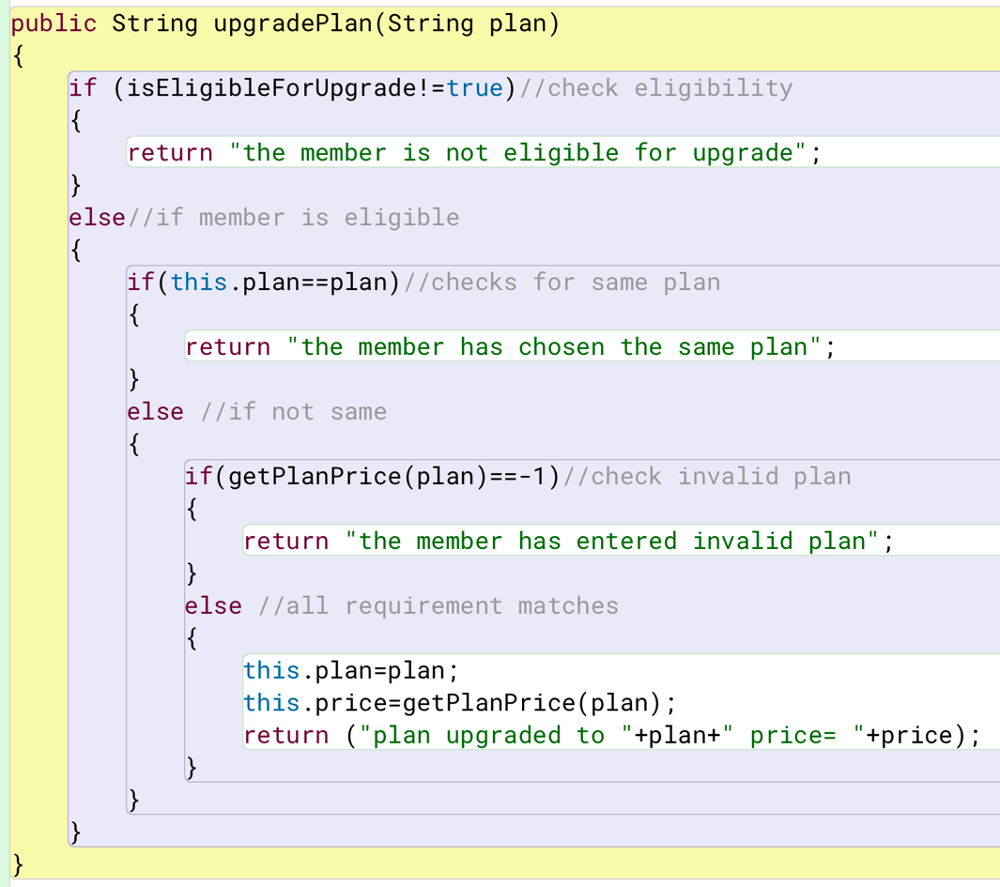 public String upgradePlan(String plan)
{
if (isEligibleForUpgrade!=true)//check eligibility
{
return "the member is not eligible for upgrade";
}
else//if member is eligible
{
if(this.plan==plan)//checks for same plan
{
return "the member has chosen the same plan";
}
else //if not same
{
if(getPlanPrice(plan)==-1)//check invalid plan
{
return "the member has entered invalid plan";
}
else //all requirement matches
{
this.plan=plan;
this.price=getPlanPrice(plan);
return ("plan upgraded to "+plan+" price= "+price);
}
}
}
}